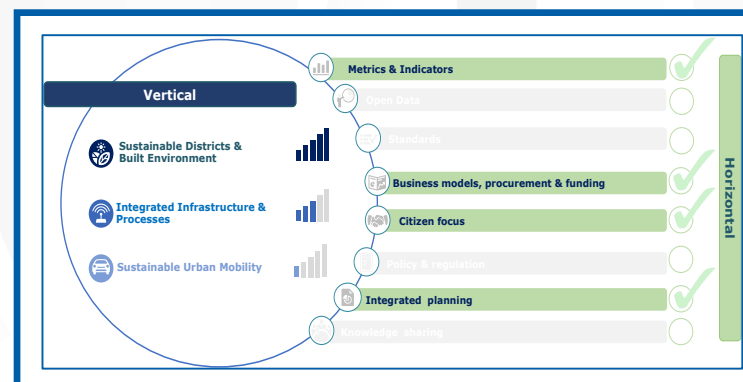 Metrics & Indicators
Vertical
Open Data
Sustainable Districts &
Built Environment
Standards
Business models, procurement & funding
Integrated Infrastructure &
Processes
Citizen focus
Sustainable Urban Mobility
Policy & regulation
Integrated planning
Knowledge sharing
Horizontal